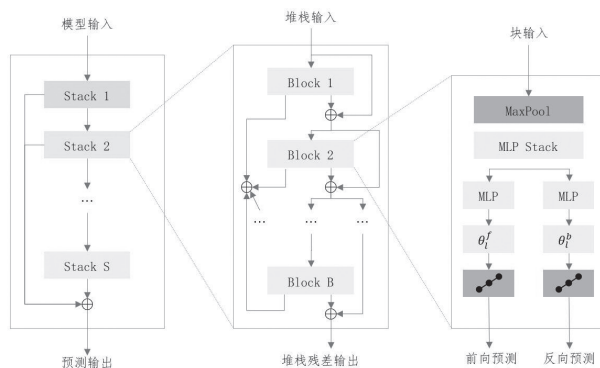 模型输入
Stack 1
Stack 2
...
Stack S
预测输出
堆栈输入
Block 1
Block 2
... ... ...
Block B
堆栈残差输出
块输入
MaxPool
MLP Stack
MLP MLP
θ_l^f θ_l^b
前向预测 反向预测